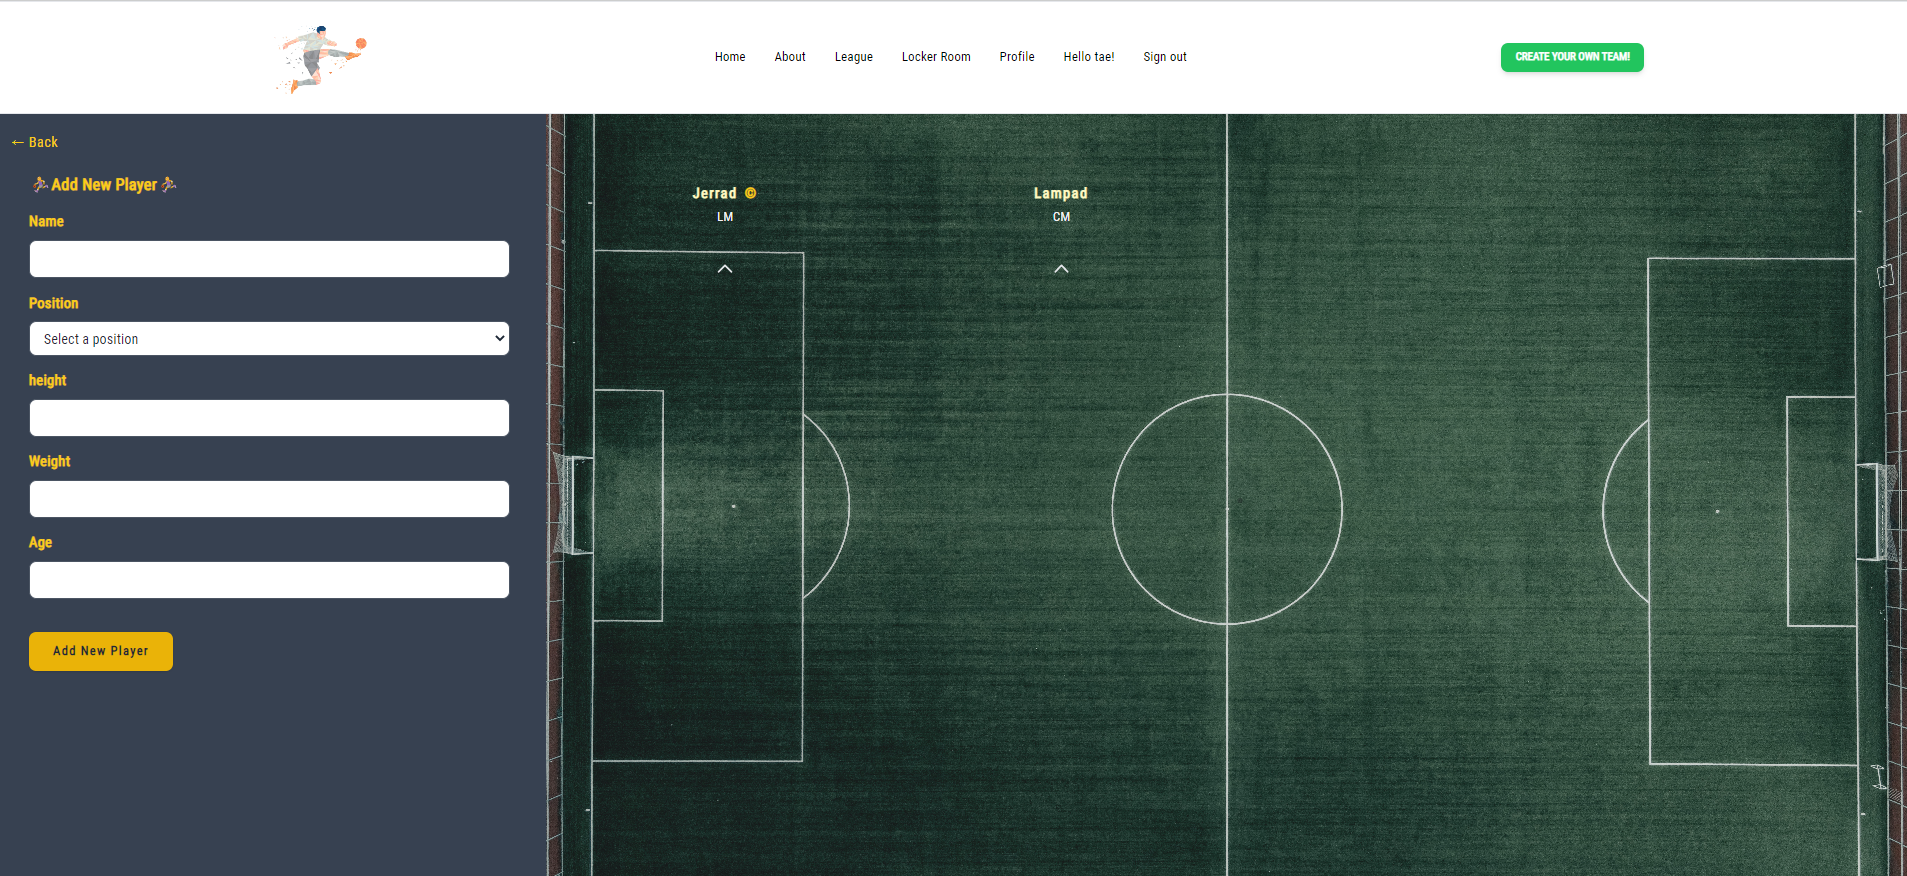 Home
About
League
Locker Room
Profile
Hello tae!
Sign out
CREATE YOUR OWN TEAM!
← Back
Add New Player
Name
Position
Select a position
height
Weight
Age
Add New Player
Jerrad ©
LM
Lampad
CM